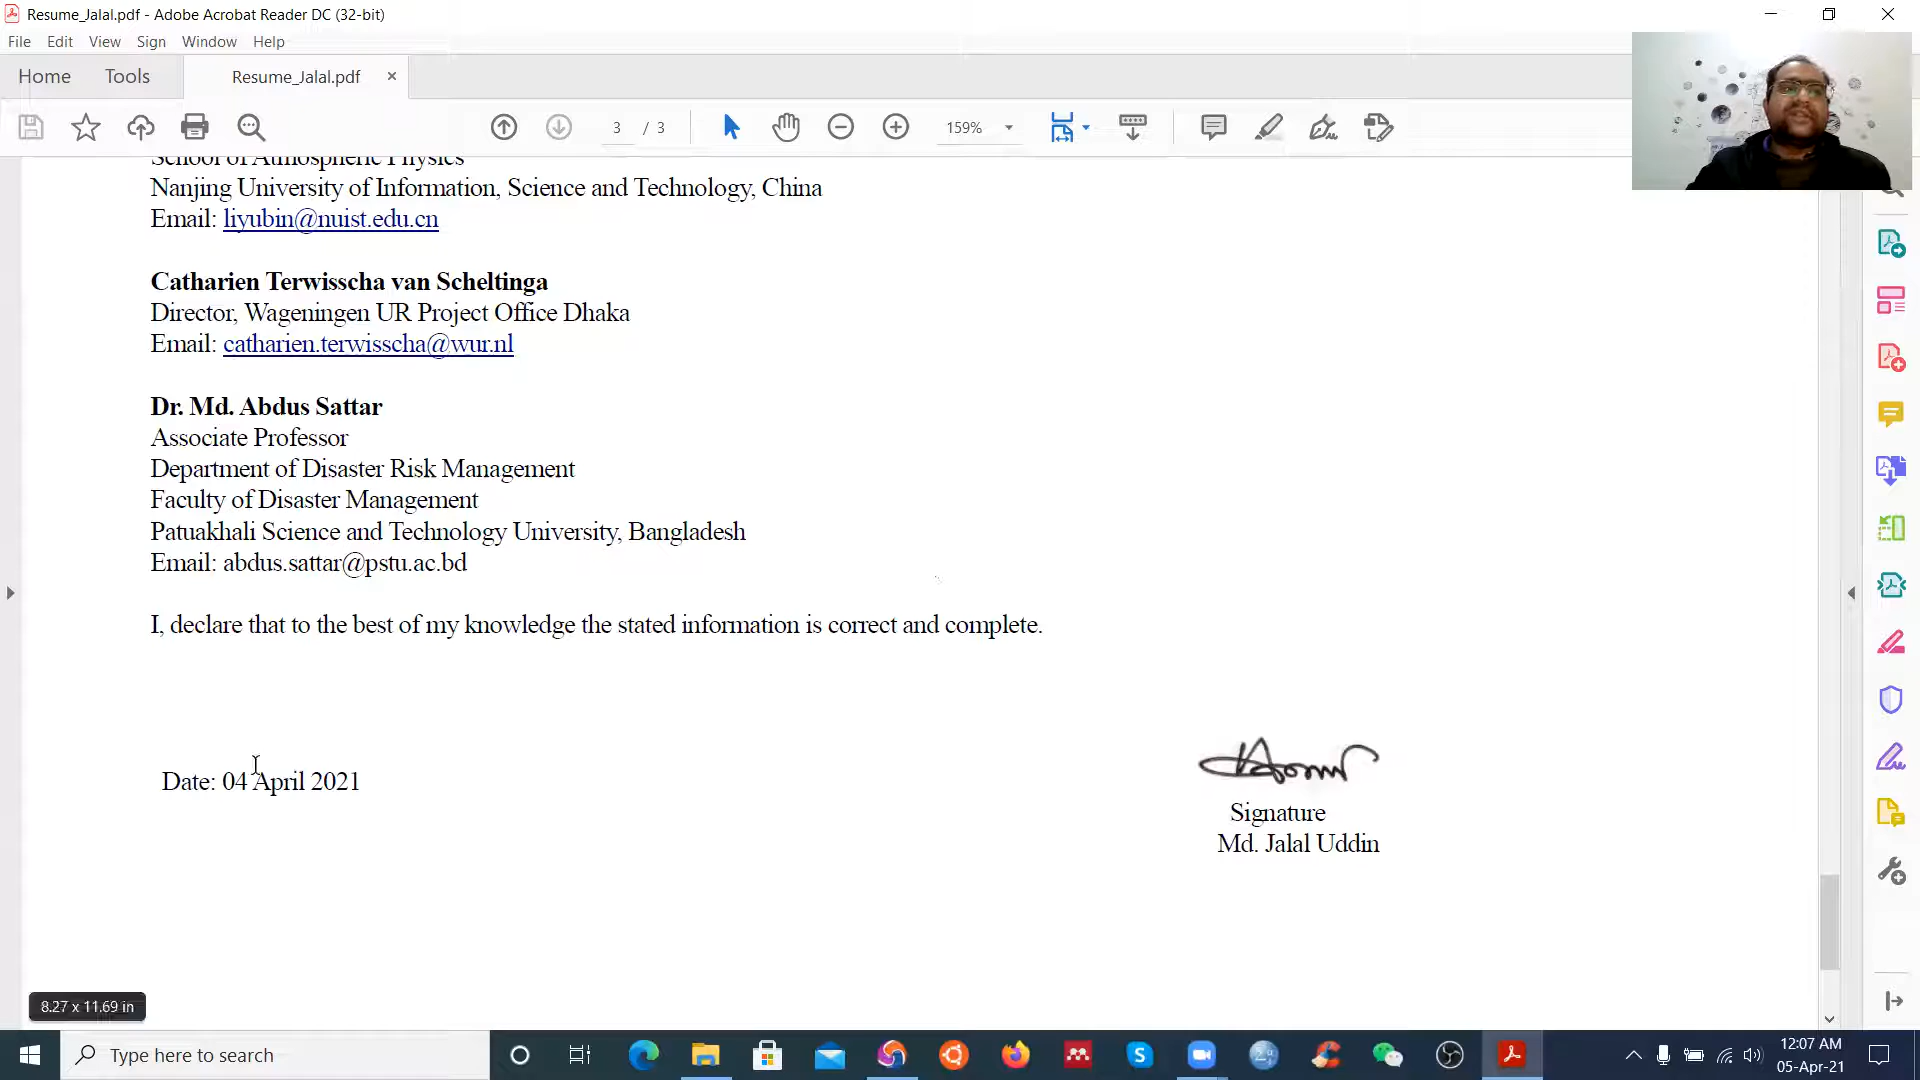 Resume_Jalal.pdf - Adobe Acrobat Reader DC (32-bit)
File Edit View Sign Window Help
Home Tools Resume_Jalal.pdf ×
3 / 3 159%
School of Atmospheric Physics
Nanjing University of Information, Science and Technology, China
Email: liyubin@nuist.edu.cn
Catharien Terwisscha van Scheltinga
Director, Wageningen UR Project Office Dhaka
Email: catharien.terwisscha@wur.nl
Dr. Md. Abdus Sattar
Associate Professor
Department of Disaster Risk Management
Faculty of Disaster Management
Patuakhali Science and Technology University, Bangladesh
Email: abdus.sattar@pstu.ac.bd
I, declare that to the best of my knowledge the stated information is correct and complete.
Date: 04 April 2021
Signature
Md. Jalal Uddin
8.27 x 11.69 in
Type here to search
12:07 AM
05-Apr-21